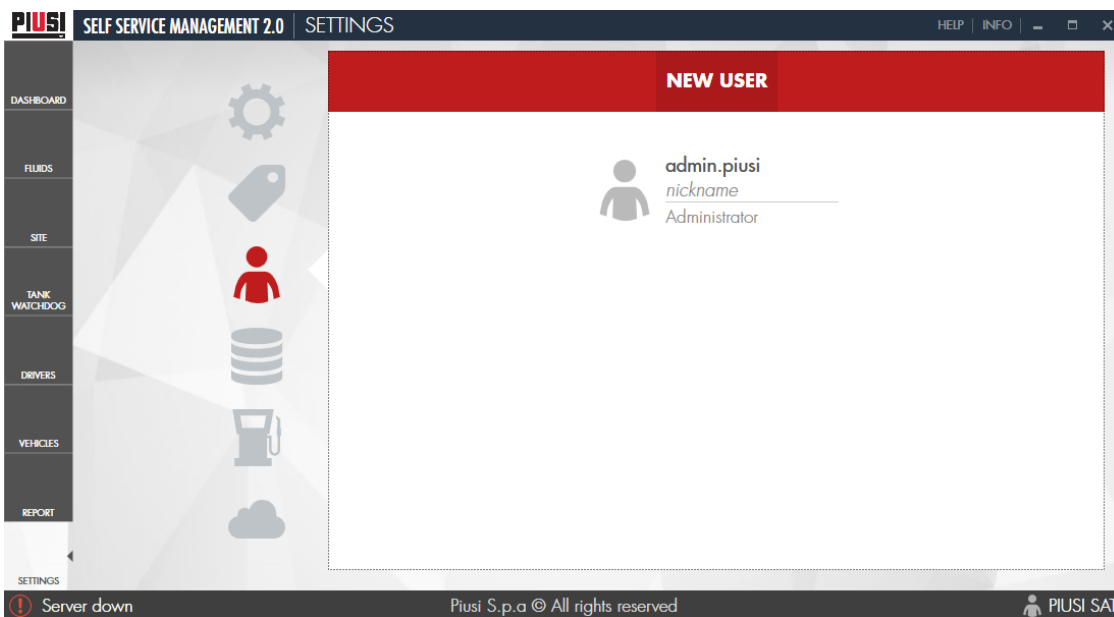 PIUSI SELF SERVICE MANAGEMENT 2.0 SETTINGS HELP INFO
NEW USER
DASHBOARD
FLUIDS
SITE
TANK
WATCHDOG
DRIVERS
VEHICLES
REPORT
SETTINGS
admin.piusi
nickname
Administrator
Server down Piusi S.p.a © All rights reserved PIUSI SAT